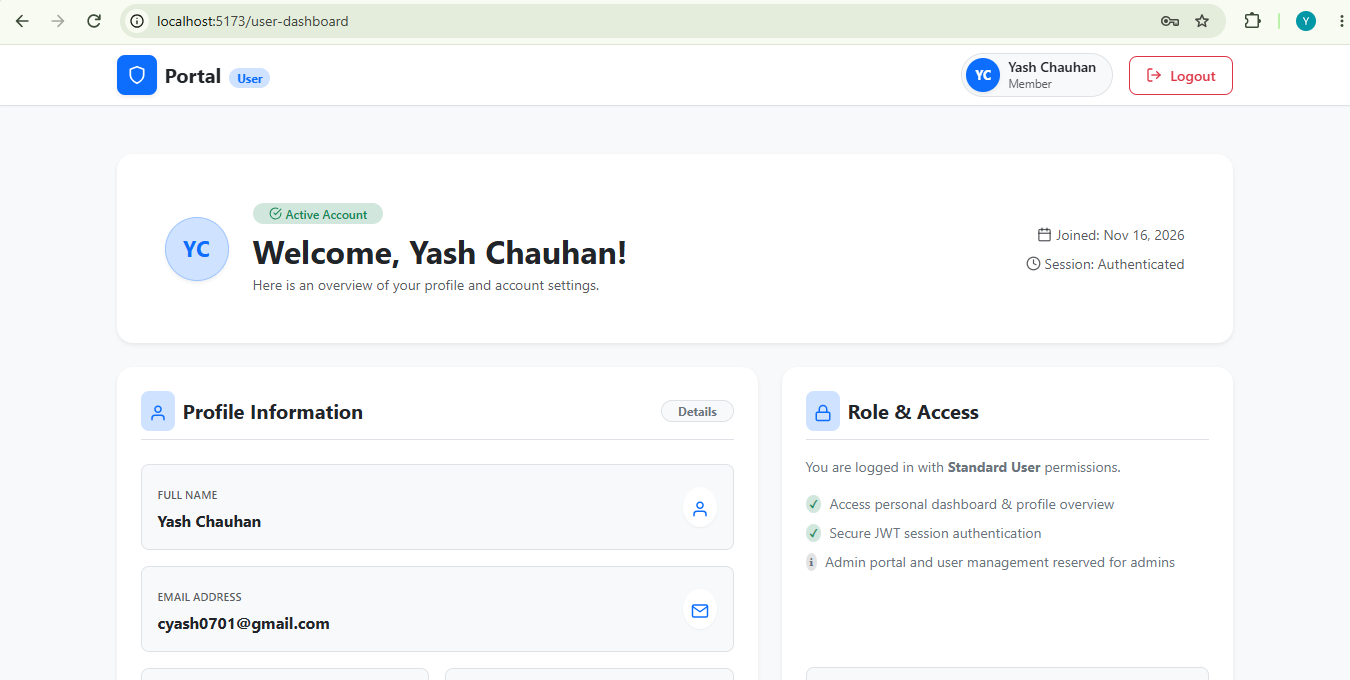 localhost:5173/user-dashboard
Y
Portal User
YC Yash Chauhan
Member
Logout
Active Account
YC
Welcome, Yash Chauhan!
Here is an overview of your profile and account settings.
Joined: Nov 16, 2026
Session: Authenticated
Profile Information
Details
FULL NAME
Yash Chauhan
EMAIL ADDRESS
cyash0701@gmail.com
Role & Access
You are logged in with Standard User permissions.
✓ Access personal dashboard & profile overview
✓ Secure JWT session authentication
i Admin portal and user management reserved for admins